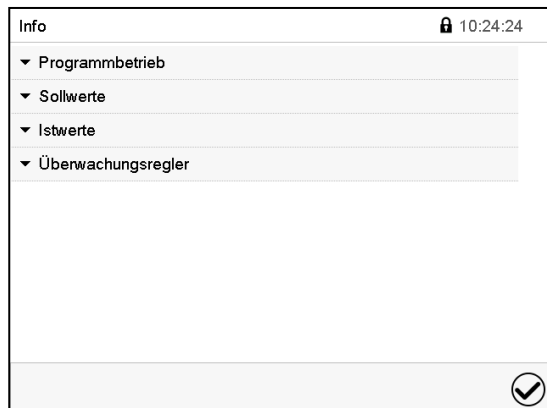 Info 10:24:24
Programmbetrieb
Sollwerte
Istwerte
Überwachungsregler